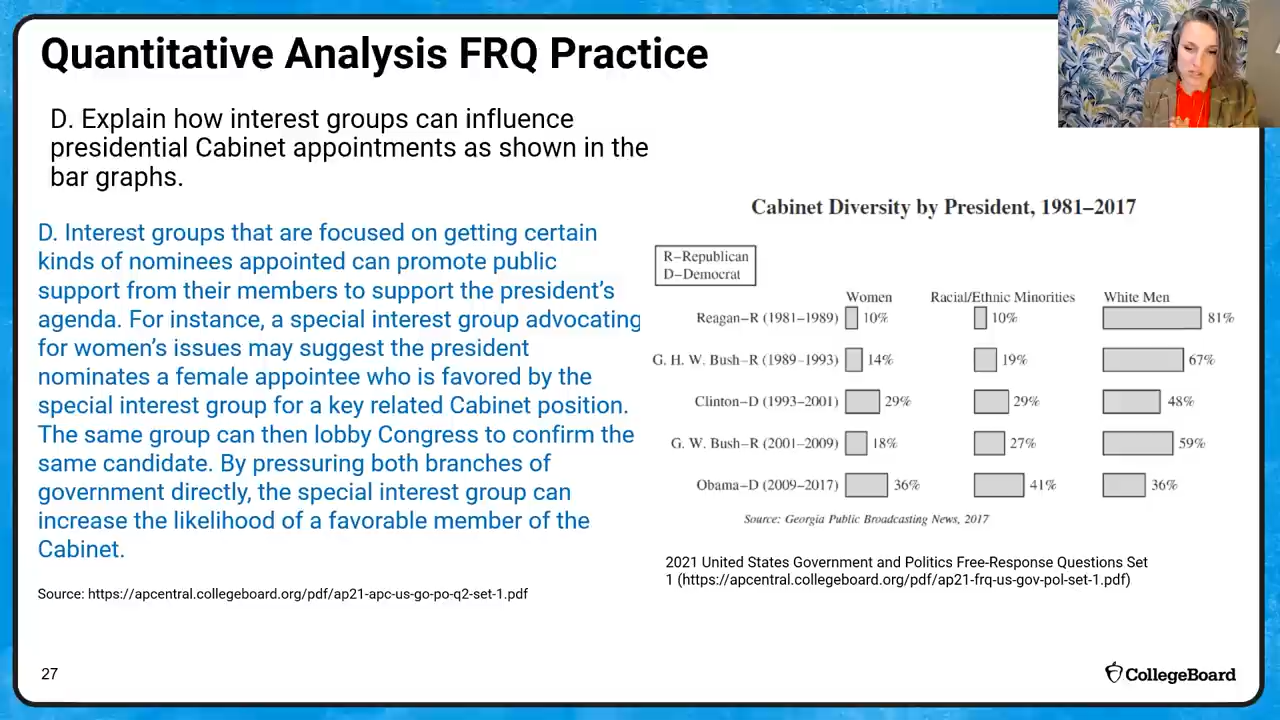 Quantitative Analysis FRQ Practice
D. Explain how interest groups can influence
presidential Cabinet appointments as shown in the
bar graphs.
D. Interest groups that are focused on getting certain
kinds of nominees appointed can promote public
support from their members to support the president’s
agenda. For instance, a special interest group advocating
for women’s issues may suggest the president
nominates a female appointee who is favored by the
special interest group for a key related Cabinet position.
The same group can then lobby Congress to confirm the
same candidate. By pressuring both branches of
government directly, the special interest group can
increase the likelihood of a favorable member of the
Cabinet.
Source: https://apcentral.collegeboard.org/pdf/ap21-apc-us-go-po-q2-set-1.pdf
Cabinet Diversity by President, 1981–2017
R–Republican
D–Democrat
Women Racial/Ethnic Minorities White Men
Reagan–R (1981–1989) 10% 10% 81%
G. H. W. Bush–R (1989–1993) 14% 19% 67%
Clinton–D (1993–2001) 29% 29% 48%
G. W. Bush–R (2001–2009) 18% 27% 59%
Obama–D (2009–2017) 36% 41% 36%
Source: Georgia Public Broadcasting News, 2017
2021 United States Government and Politics Free-Response Questions Set
1 (https://apcentral.collegeboard.org/pdf/ap21-frq-us-gov-pol-set-1.pdf)
27
CollegeBoard